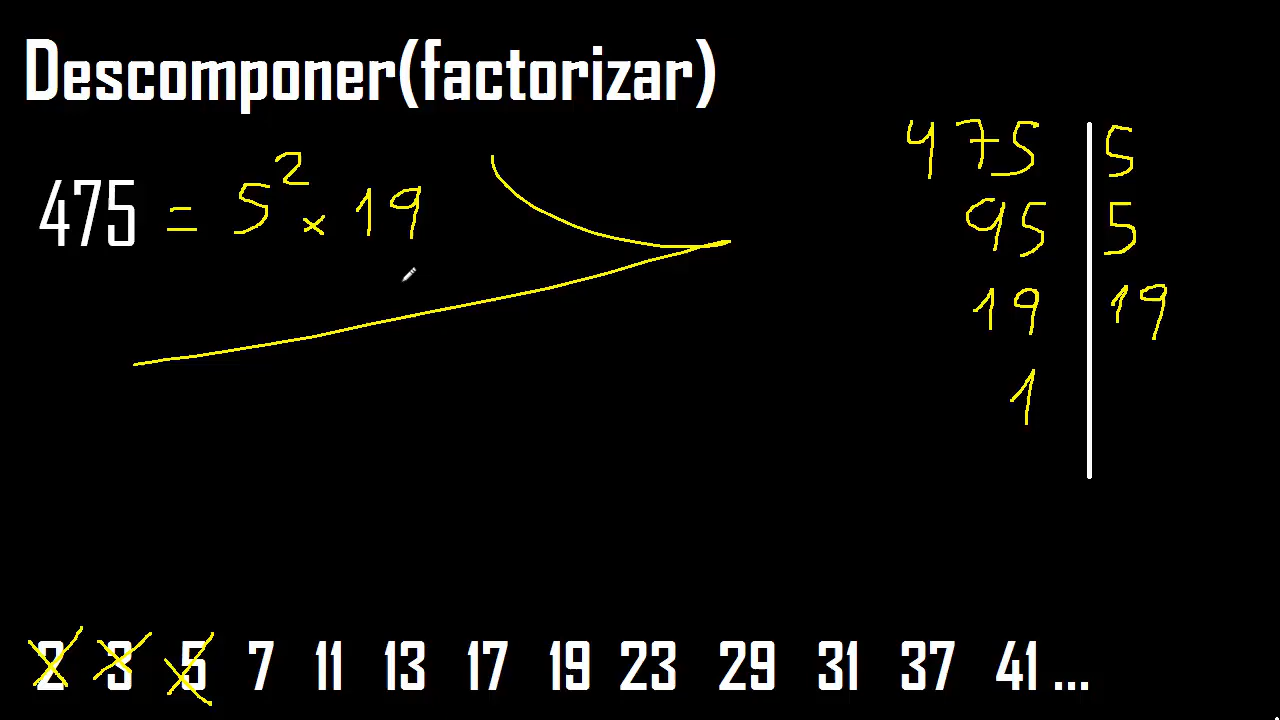 Descomponer(factorizar)
475 = 5² × 19
475 | 5
95 | 5
19 | 19
1 |
2 3 5 7 11 13 17 19 23 29 31 37 41 ...